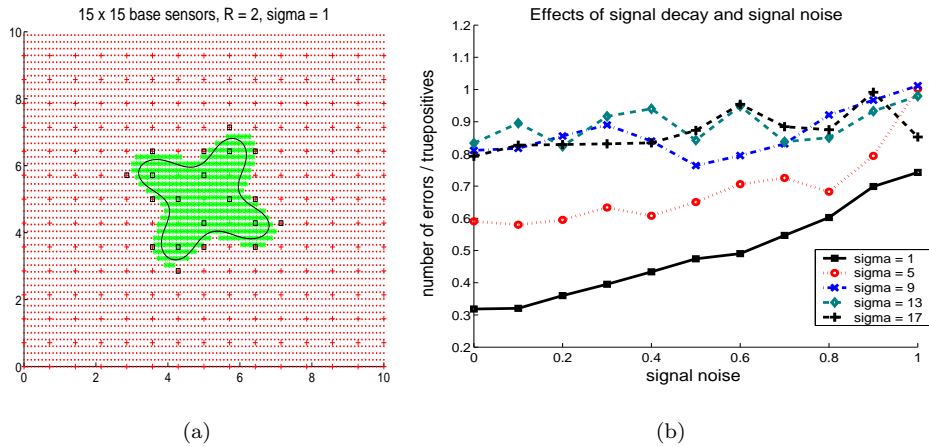 15 x 15 base sensors, R = 2, sigma = 1
10
8
6
4
2
0
0 2 4 6 8 10
(a)
Effects of signal decay and signal noise
number of errors / truepositives
1.2
1.1
1
0.9
0.8
0.7
0.6
0.5
0.4
0.3
0.2
0 0.2 0.4 0.6 0.8 1
signal noise
sigma = 1
sigma = 5
sigma = 9
sigma = 13
sigma = 17
(b)